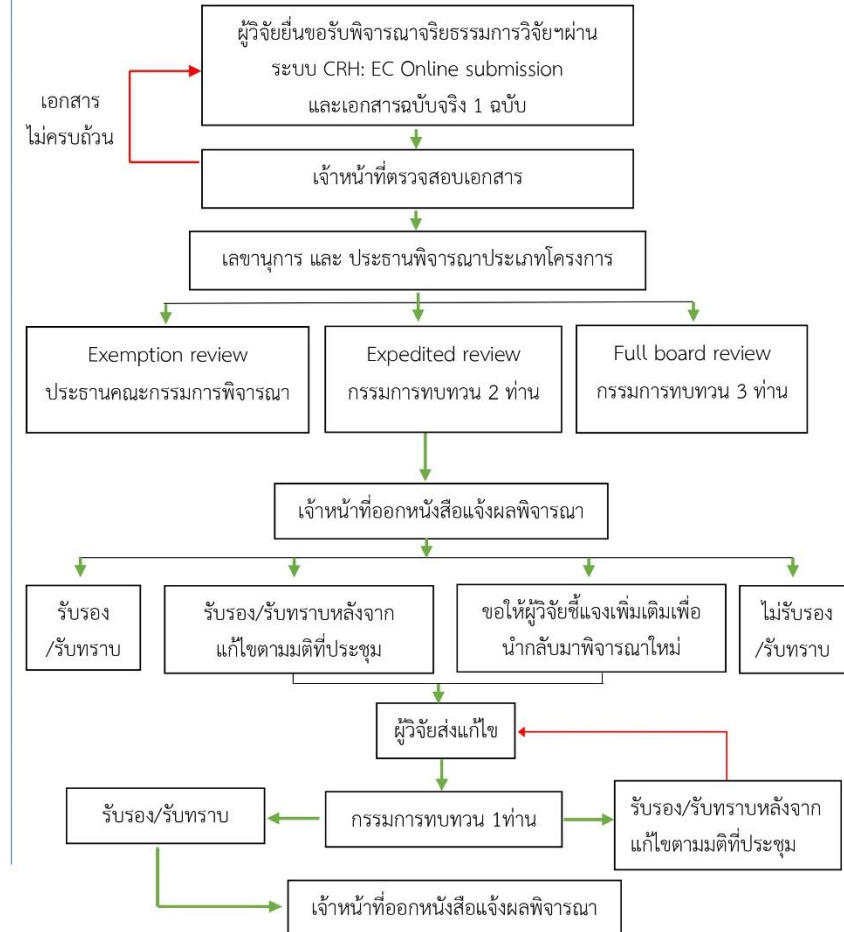 ผู้วิจัยยื่นขอรับพิจารณาจริยธรรมการวิจัยฯผ่าน
ระบบ CRH: EC Online submission
และเอกสารฉบับจริง 1 ฉบับ
เอกสาร
ไม่ครบถ้วน
เจ้าหน้าที่ตรวจสอบเอกสาร
เลขานุการ และ ประธานพิจารณาประเภทโครงการ
Exemption review
ประธานคณะกรรมการพิจารณา
Expedited review
กรรมการทบทวน 2 ท่าน
Full board review
กรรมการทบทวน 3 ท่าน
เจ้าหน้าที่ออกหนังสือแจ้งผลพิจารณา
รับรอง
/รับทราบ
รับรอง/รับทราบหลังจาก
แก้ไขตามมติที่ประชุม
ขอให้ผู้วิจัยชี้แจงเพิ่มเติมเพื่อ
นำกลับมาพิจารณาใหม่
ไม่รับรอง
/รับทราบ
ผู้วิจัยส่งแก้ไข
รับรอง/รับทราบ
กรรมการทบทวน 1ท่าน
รับรอง/รับทราบหลังจาก
แก้ไขตามมติที่ประชุม
เจ้าหน้าที่ออกหนังสือแจ้งผลพิจารณา